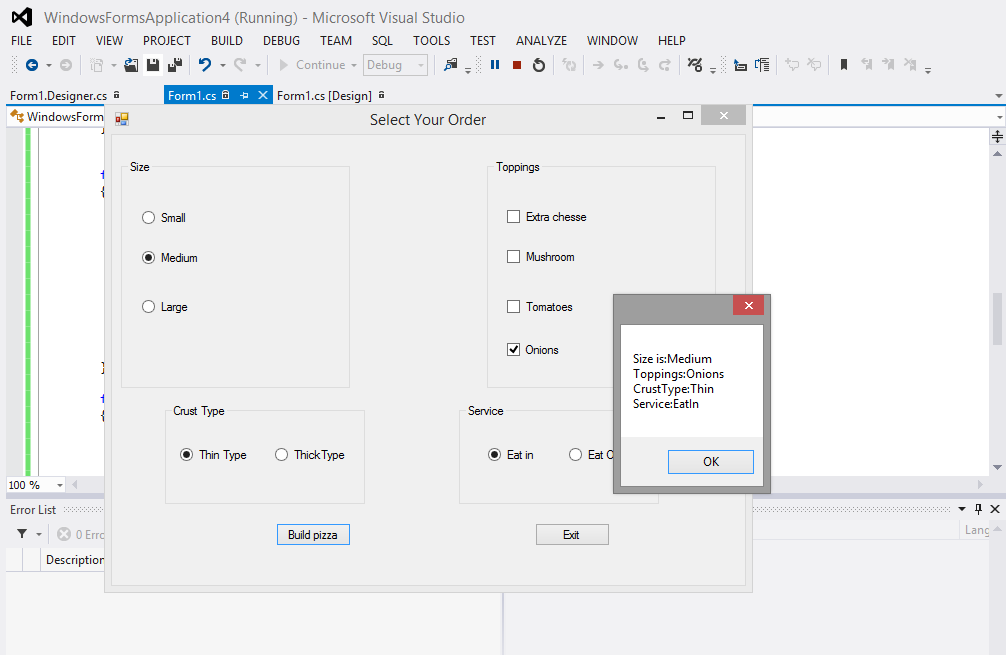 WindowsFormsApplication4 (Running) - Microsoft Visual Studio
FILE EDIT VIEW PROJECT BUILD DEBUG TEAM SQL TOOLS TEST ANALYZE WINDOW HELP
Continue Debug
Form1.Designer.cs Form1.cs Form1.cs [Design]
WindowsForm
Select Your Order
Size
Toppings
Small
Extra chesse
Medium
Mushroom
Large
Tomatoes
Onions
Size is:Medium
Toppings:Onions
CrustType:Thin
Service:EatIn
OK
Crust Type
Service
Thin Type ThickType
Eat in Eat O
100 %
Error List
Build pizza
Exit
0 Erro
Lang
Description